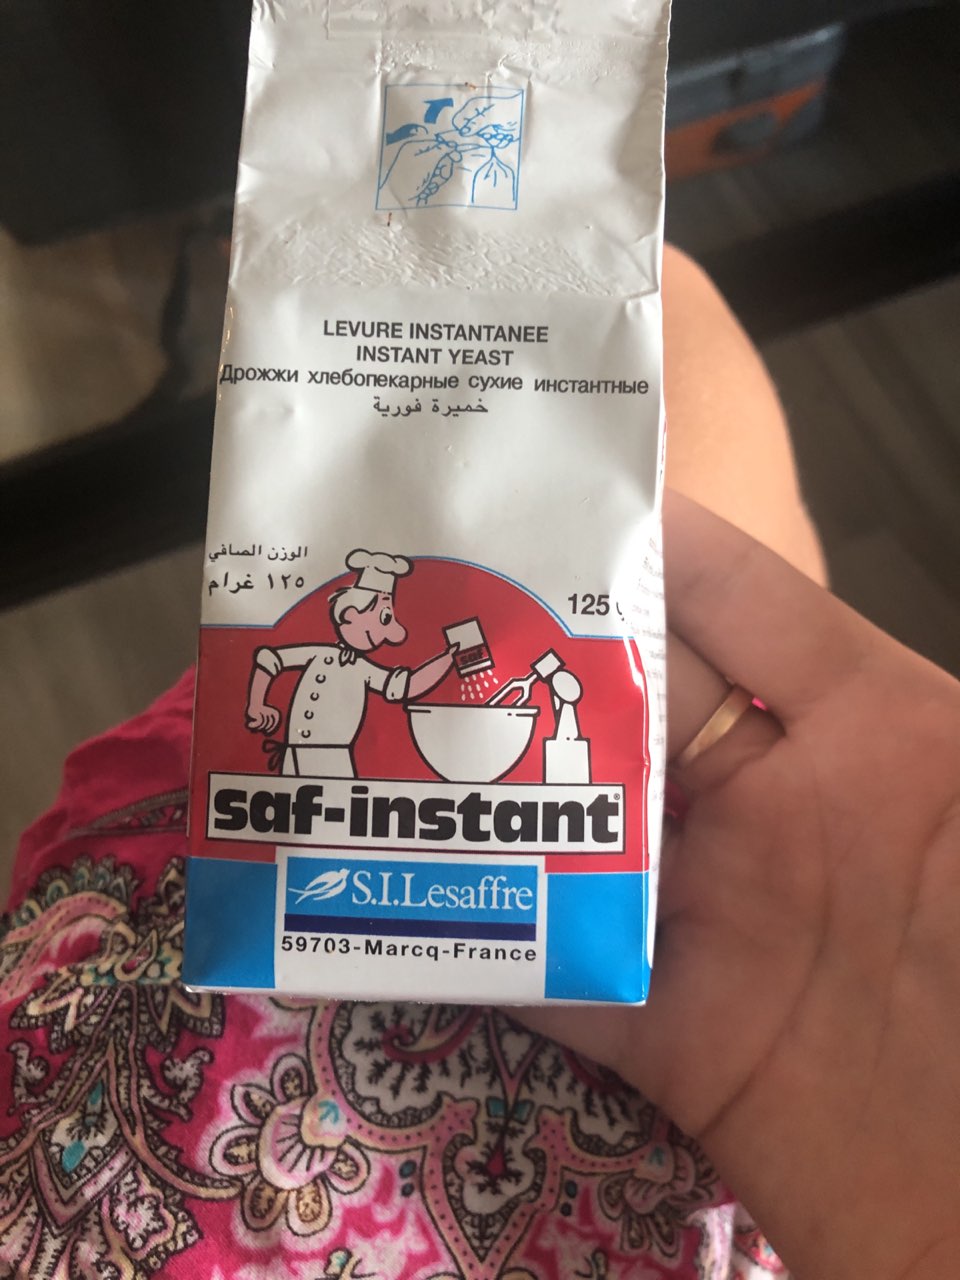 LEVURE INSTANTANEE
INSTANT YEAST
Дрожжи хлебопекарные сухие инстантные
خميرة فورية
الوزن الصافي
١٢٥ غرام
125
saf
saf-instant®
S.I.Lesaffre
59703-Marcq-France